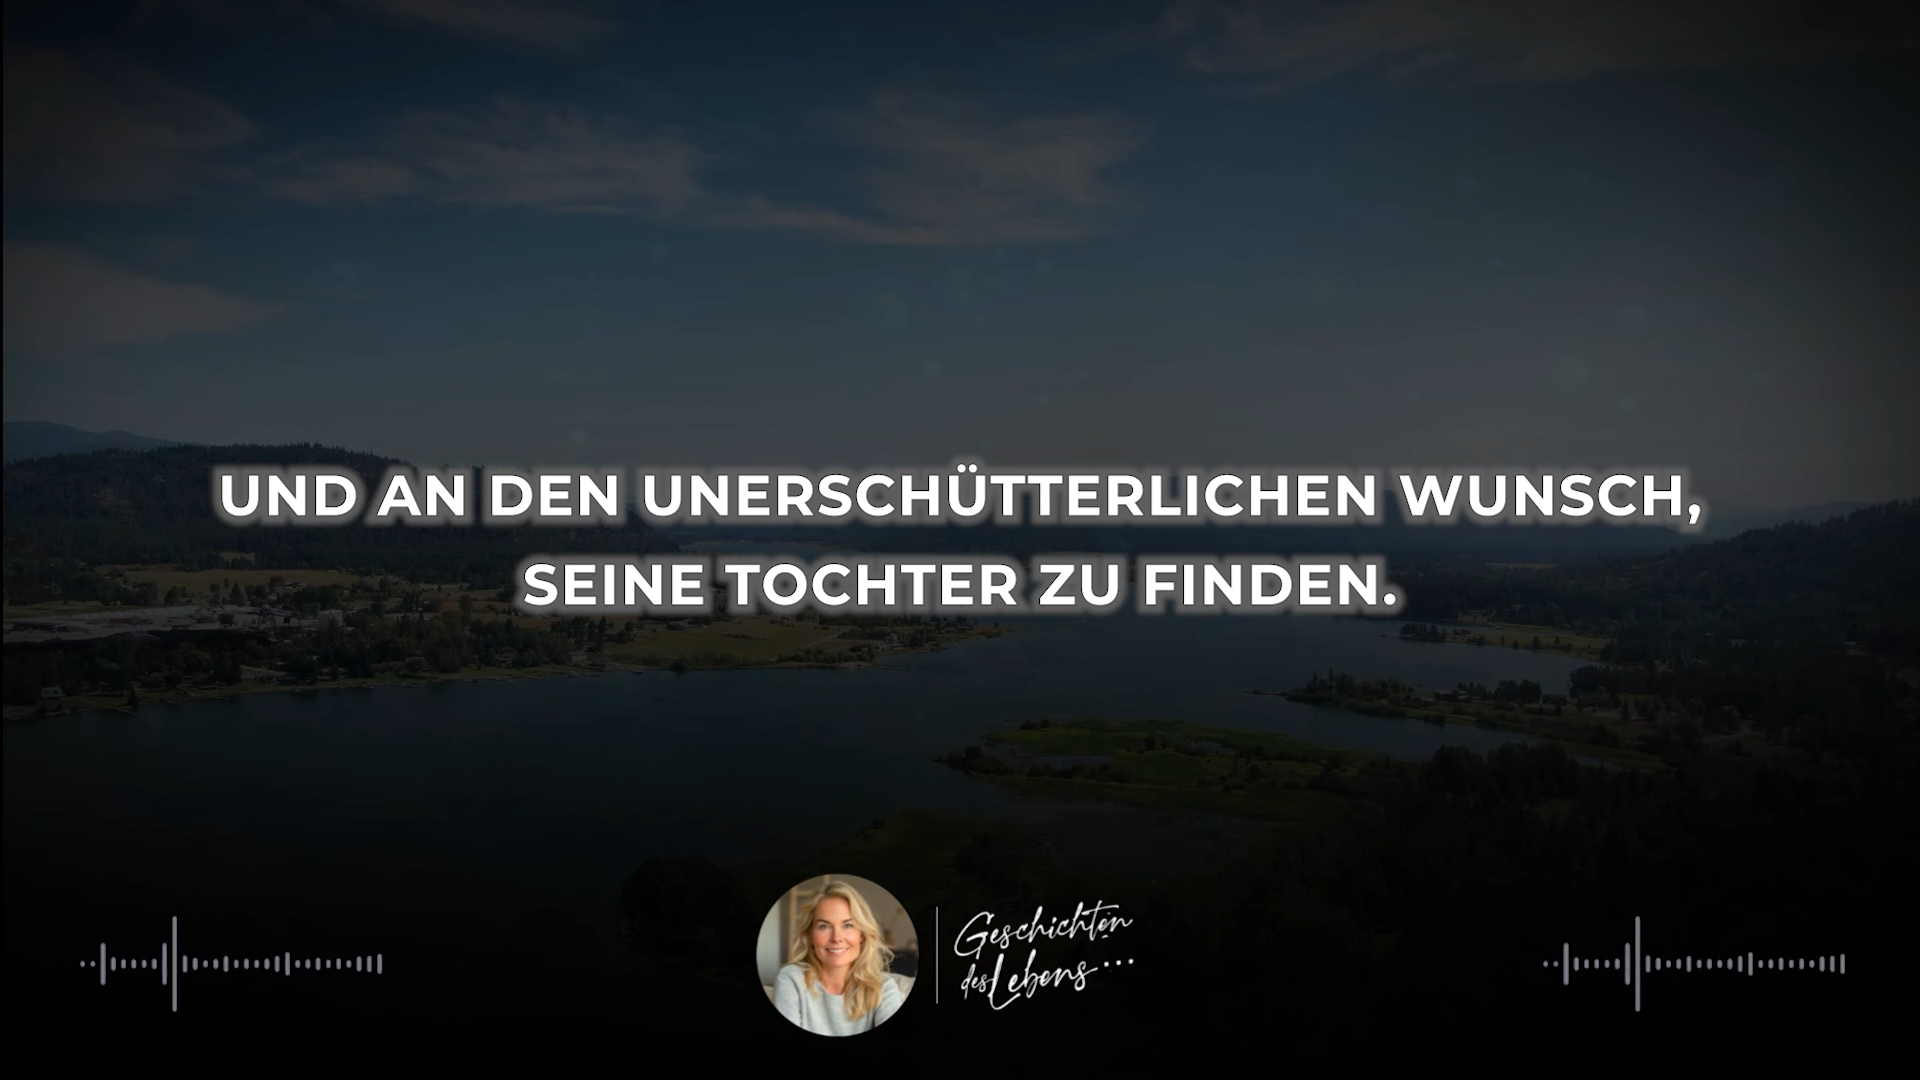 UND AN DEN UNERSCHÜTTERLICHEN WUNSCH,
SEINE TOCHTER ZU FINDEN.
Geschichten
des Lebens...